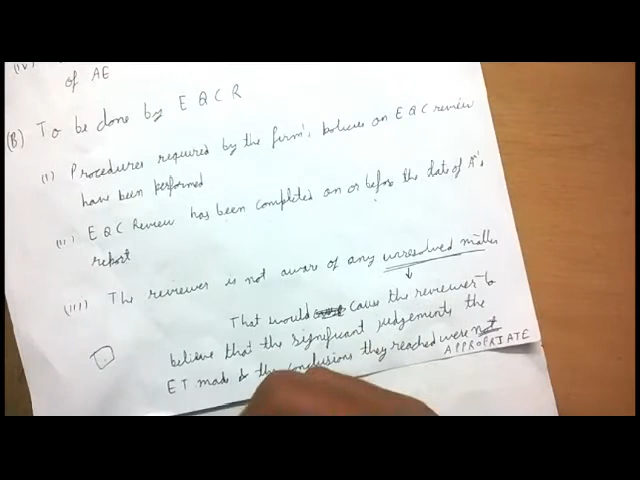 (IV)
of AE
(B) To be done by E Q C R
(I) Procedures required by the firm's policies on E Q C review
have been performed
(II) E Q C Review has been completed on or before the date of A's
report
(III) The reviewer is not aware of any unresolved matter
That would cause the reviewer to
believe that the significant judgements the
E T made & the conclusions they reached were not
APPROPRIATE